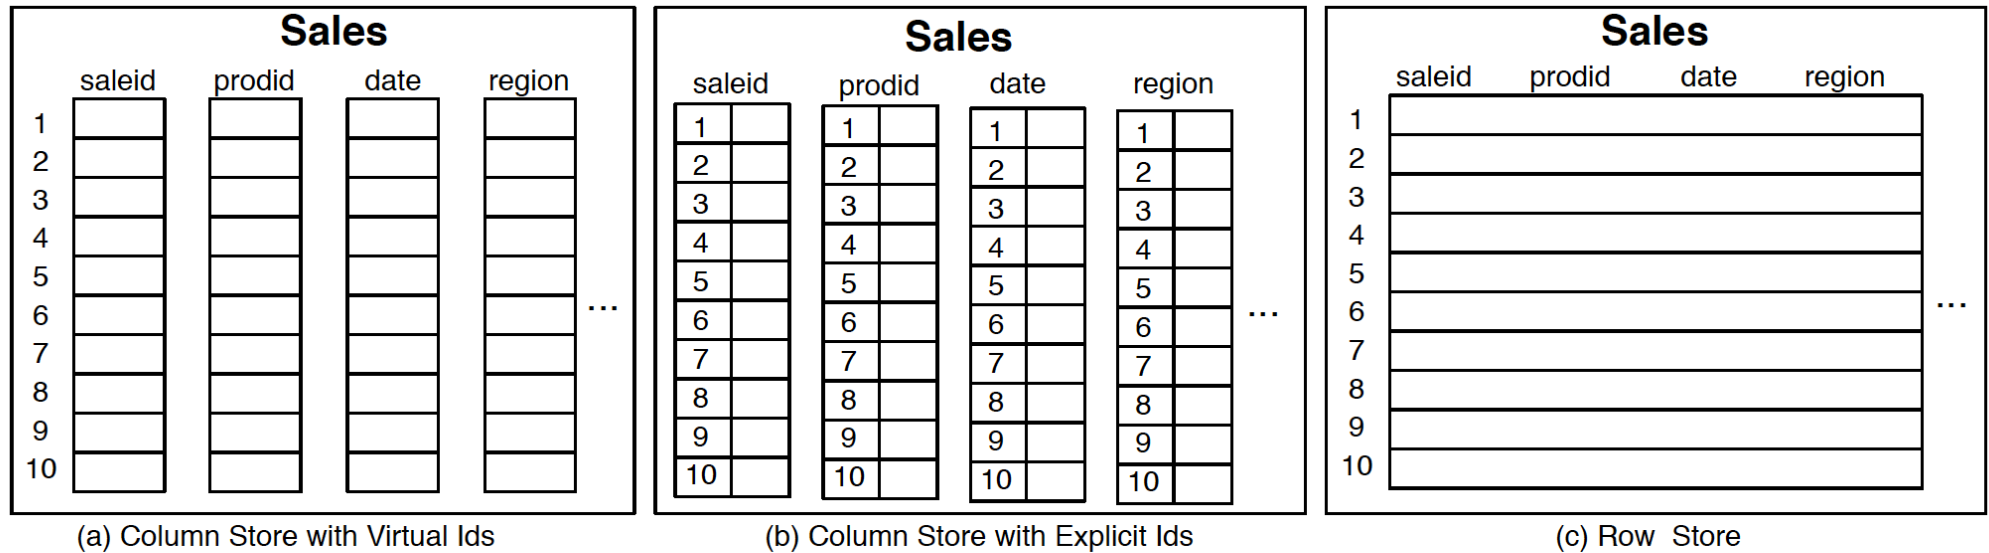 Sales
saleid prodid date region
1
2
3
4
5
6
7
8
9
10
...
(a) Column Store with Virtual Ids
Sales
saleid prodid date region
1 1 1 1
2 2 2 2
3 3 3 3
4 4 4 4
5 5 5 5
6 6 6 6
7 7 7 7
8 8 8 8
9 9 9 9
10 10 10 10
...
(b) Column Store with Explicit Ids
Sales
saleid prodid date region
1
2
3
4
5
6
7
8
9
10
...
(c) Row Store